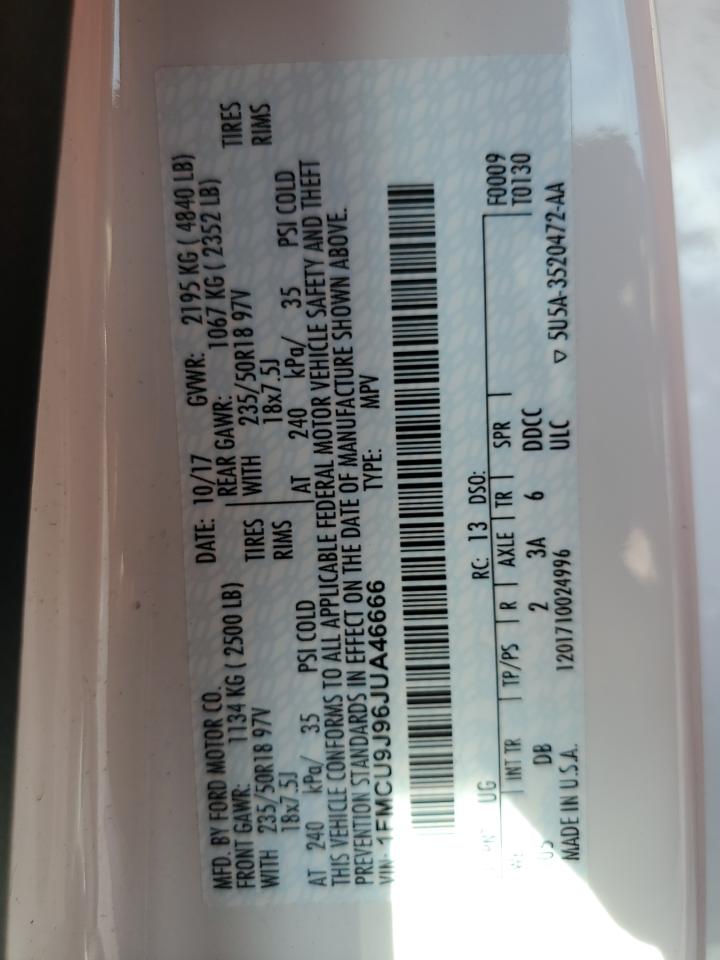 MFD. BY FORD MOTOR CO. DATE: 10/17 GVWR: 2195 KG ( 4840 LB)
FRONT GAWR: 1134 KG ( 2500 LB) REAR GAWR: 1067 KG ( 2352 LB)
WITH 235/50R18 97V TIRES WITH 235/50R18 97V TIRES
18x7.5J RIMS 18x7.5J RIMS
AT 240 kPa/ 35 PSI COLD AT 240 kPa/ 35 PSI COLD
THIS VEHICLE CONFORMS TO ALL APPLICABLE FEDERAL MOTOR VEHICLE SAFETY AND THEFT
PREVENTION STANDARDS IN EFFECT ON THE DATE OF MANUFACTURE SHOWN ABOVE.
VIN: 1FMCU9J96JUA46666 TYPE: MPV
UG RC: 13 DSO: F0009
INT TR TP/PS R AXLE TR SPR T0130
US DB 2 3A 6 DDCC
MADE IN U.S.A. 1201710024996 ULC ▽ 5U5A-3520472-AA